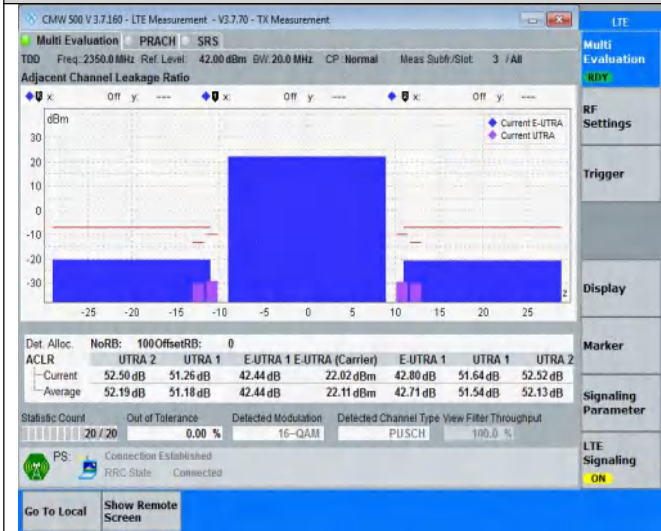 CMW 500 V 3.7.160 - LTE Measurement - V3.7.70 - TX Measurement
LTE
Multi Evaluation PRACH SRS
TDD Freq.:2350.0 MHz Ref. Level: 42.00 dBm BW: 20.0 MHz CP: Normal Meas Subfr./Slot: 3 / All
Adjacent Channel Leakage Ratio
x: Off y: --- x: Off y: --- x: Off y: ---
dBm
Current E-UTRA
Current UTRA
30
20
10
0
-10
-20
-30
z
-25 -20 -15 -10 -5 0 5 10 15 20 25
Det. Alloc. NoRB: 100 OffsetRB: 0
ACLR UTRA 2 UTRA 1 E-UTRA 1 E-UTRA (Carrier) E-UTRA 1 UTRA 1 UTRA 2
Current 52.50 dB 51.26 dB 42.44 dB 22.02 dBm 42.80 dB 51.64 dB 52.52 dB
Average 52.19 dB 51.18 dB 42.44 dB 22.11 dBm 42.71 dB 51.54 dB 52.13 dB
Statistic Count Out of Tolerance Detected Modulation Detected Channel Type View Filter Throughput
20 / 20 0.00 % 16-QAM PUSCH 100.0 %
PS: Connection Established
RRC State Connected
Go To Local
Show Remote
Screen
Multi
Evaluation
RDY
RF
Settings
Trigger
Display
Marker
Signaling
Parameter
LTE
Signaling
ON